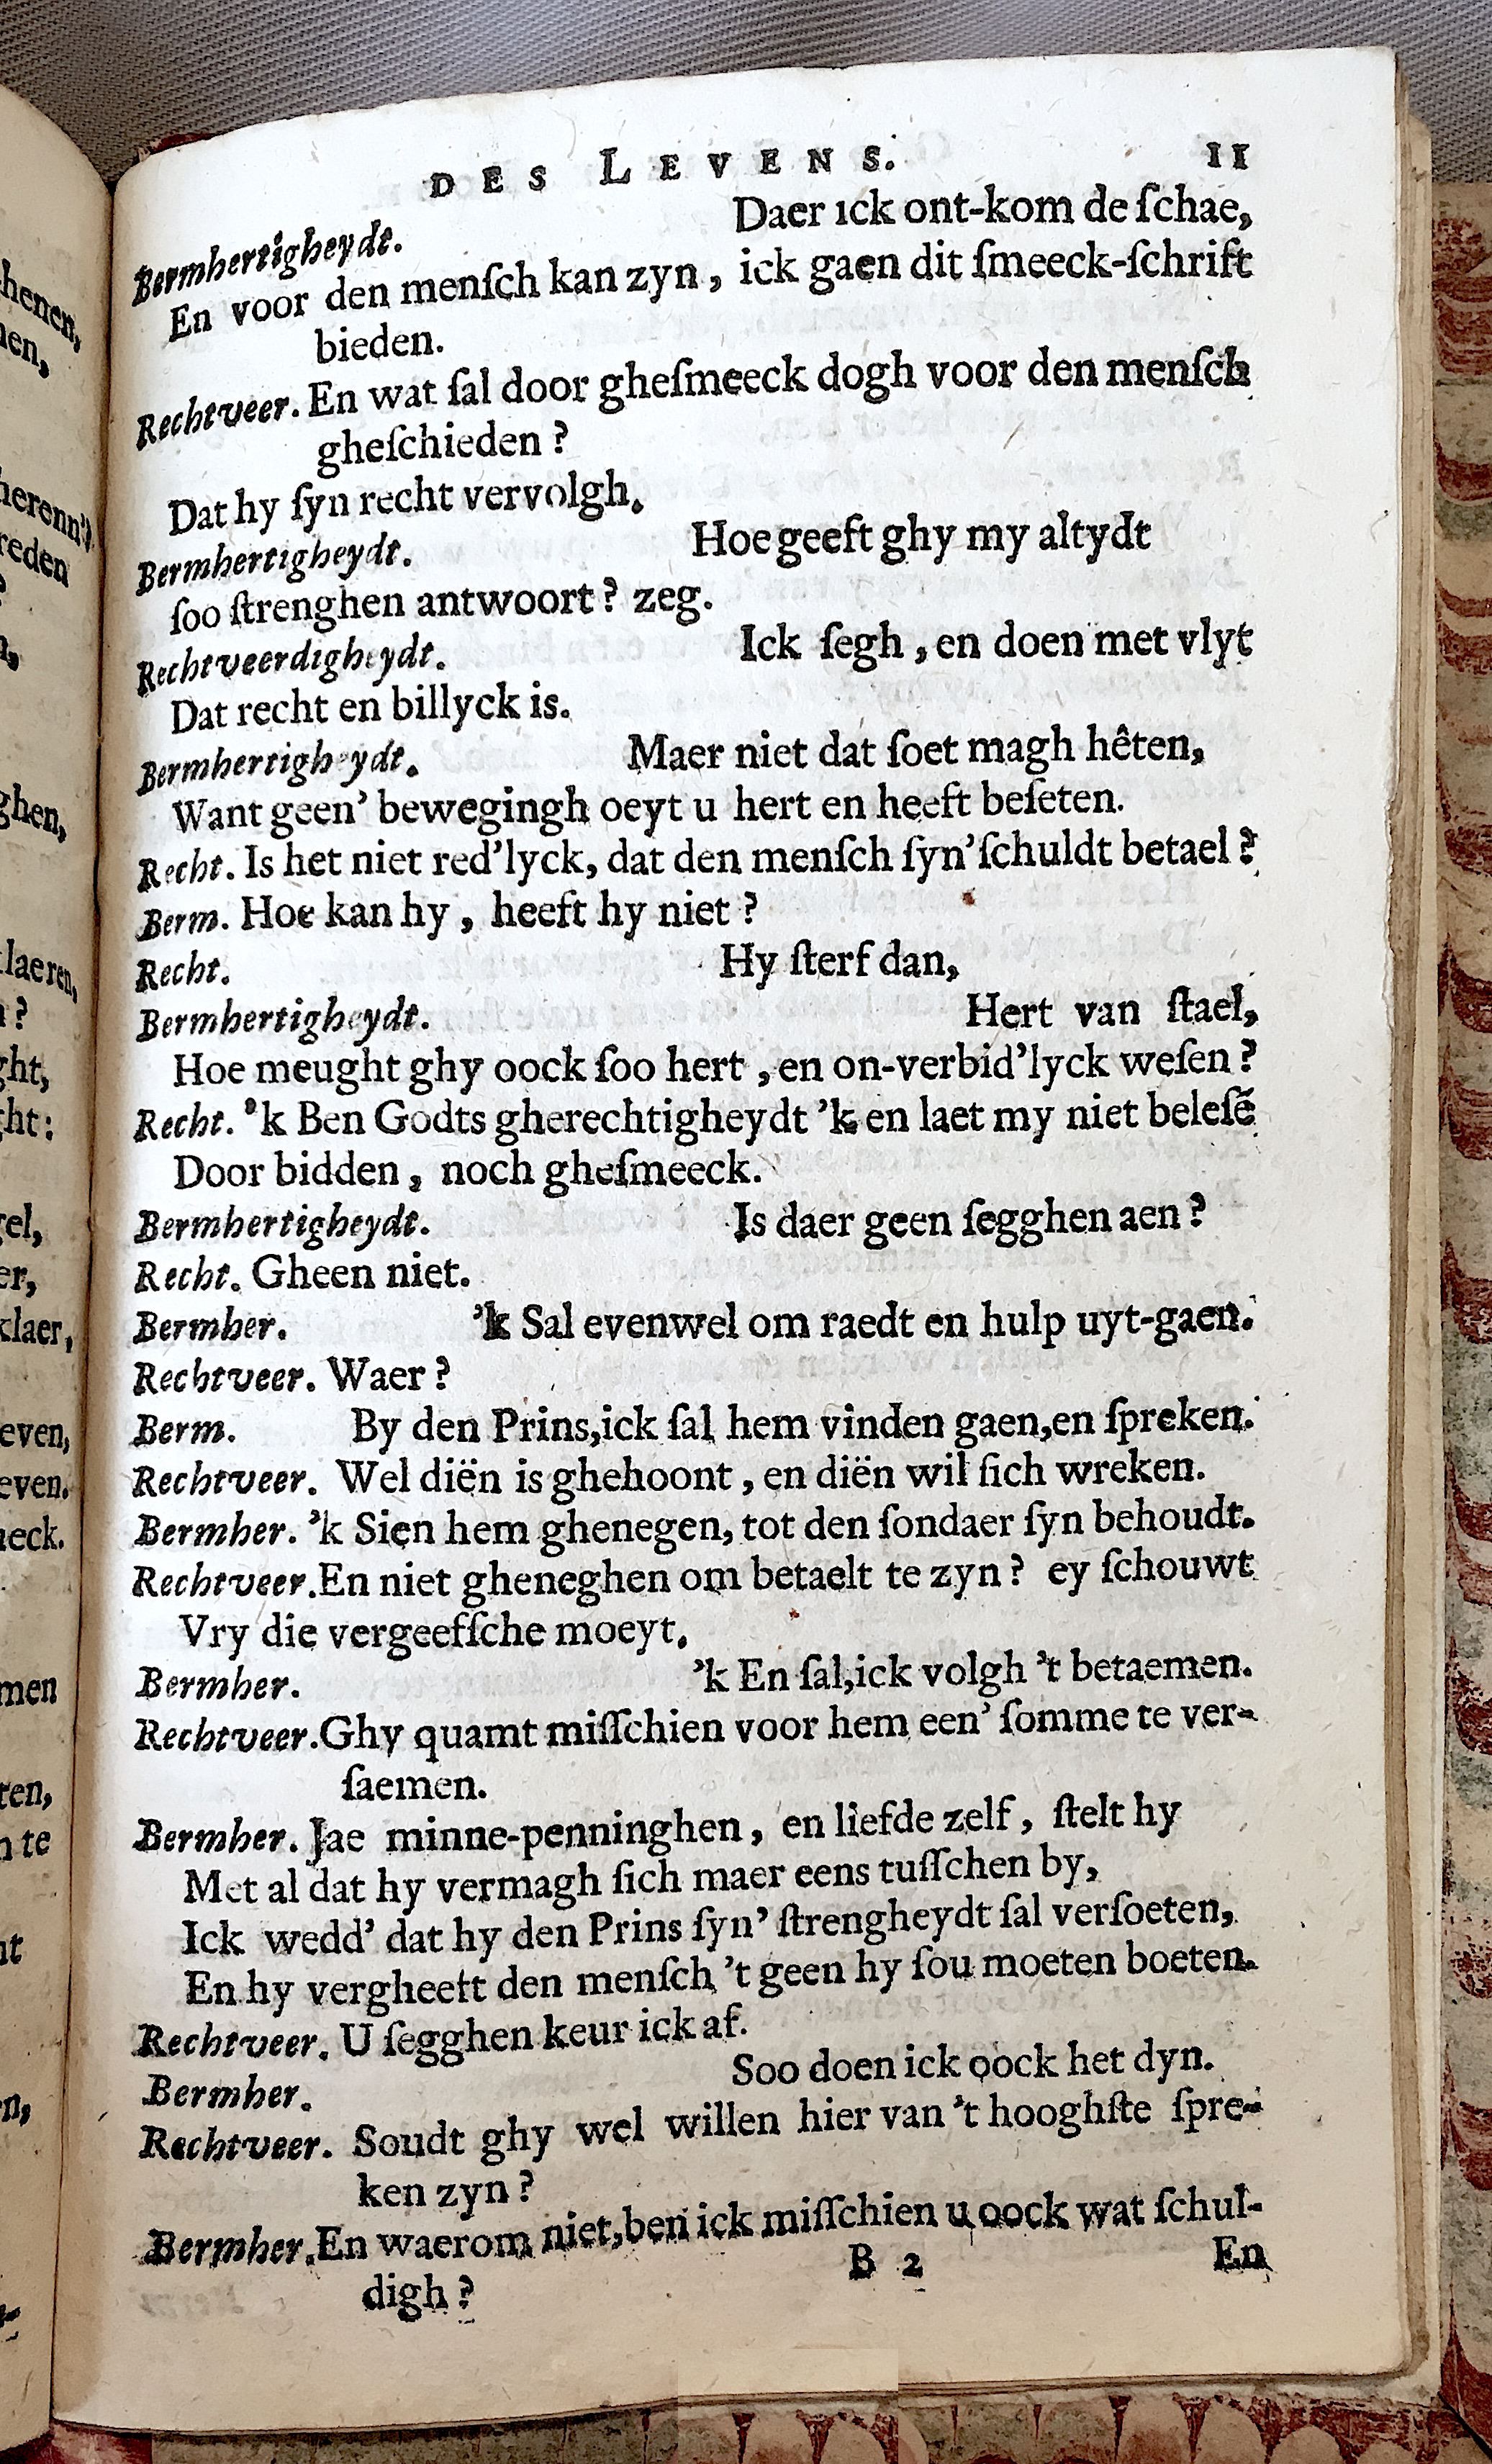 DES LEVENS. 11
Bermhertigheydt. Daer ick ont-kom de ſchae,
En voor den menſch kan zyn, ick gaen dit ſmeeck-ſchrift
bieden.
Rechtveer. En wat ſal door gheſmeeck dogh voor den menſch
gheſchieden?
Dat hy ſyn recht vervolgh.
Bermhertigheydt. Hoe geeft ghy my altydt
ſoo ſtrenghen antwoort? zeg.
Rechtveerdigheydt. Ick ſegh, en doen met vlyt
Dat recht en billyck is.
Bermhertigheydt. Maer niet dat ſoet magh hêten,
Want geen' bewegingh oeyt u hert en heeft beſeten.
Recht. Is het niet red'lyck, dat den menſch ſyn' ſchuldt betael?
Berm. Hoe kan hy, heeft hy niet?
Recht. Hy ſterf dan,
Bermhertigheydt. Hert van ſtael,
Hoe meught ghy oock ſoo hert, en on-verbid'lyck weſen?
Recht. 'k Ben Godts gherechtigheydt 'k en laet my niet beleſē
Door bidden, noch gheſmeeck.
Bermhertigheydt. Is daer geen ſegghen aen?
Recht. Gheen niet.
Bermher. 'k Sal evenwel om raedt en hulp uyt-gaen.
Rechtveer. Waer?
Berm. By den Prins, ick ſal hem vinden gaen, en ſpreken.
Rechtveer. Wel diën is ghehoont, en diën wil ſich wreken.
Bermher. 'k Sien hem ghenegen, tot den ſondaer ſyn behoudt.
Rechtveer. En niet gheneghen om betaelt te zyn? ey ſchouwt
Vry die vergeefſche moeyt.
Bermher. 'k En ſal, ick volgh 't betaemen.
Rechtveer. Ghy quamt miſſchien voor hem een' ſomme te ver-
ſaemen.
Bermher. Jae minne-penninghen, en liefde zelf, ſtelt hy
Met al dat hy vermagh ſich maer eens tuſſchen by,
Ick wedd' dat hy den Prins ſyn' ſtrengheydt ſal verſoeten,
En hy vergheeft den menſch 't geen hy ſou moeten boeten.
Rechtveer. U ſegghen keur ick af.
Bermher. Soo doen ick oock het dyn.
Rechtveer. Soudt ghy wel willen hier van 't hooghſte ſpre-
ken zyn?
Bermher. En waerom niet, ben ick miſſchien u oock wat ſchul-
digh?
B 2 En